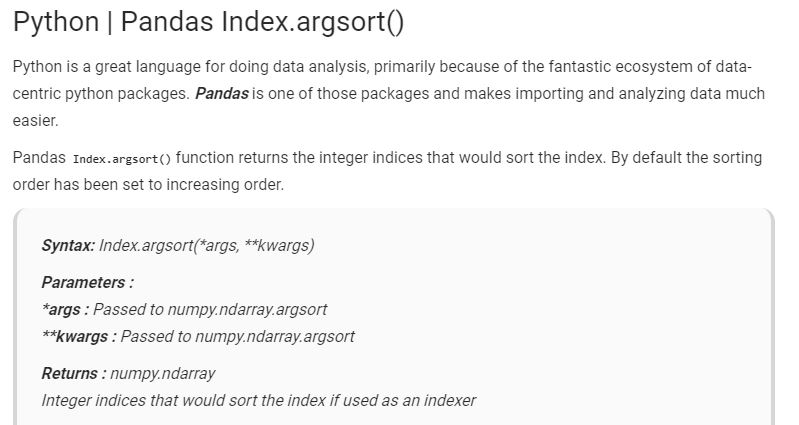 Python | Pandas Index.argsort()
Python is a great language for doing data analysis, primarily because of the fantastic ecosystem of data-
centric python packages. Pandas is one of those packages and makes importing and analyzing data much
easier.
Pandas Index.argsort() function returns the integer indices that would sort the index. By default the sorting
order has been set to increasing order.
Syntax: Index.argsort(*args, **kwargs)
Parameters :
*args : Passed to numpy.ndarray.argsort
**kwargs : Passed to numpy.ndarray.argsort
Returns : numpy.ndarray
Integer indices that would sort the index if used as an indexer